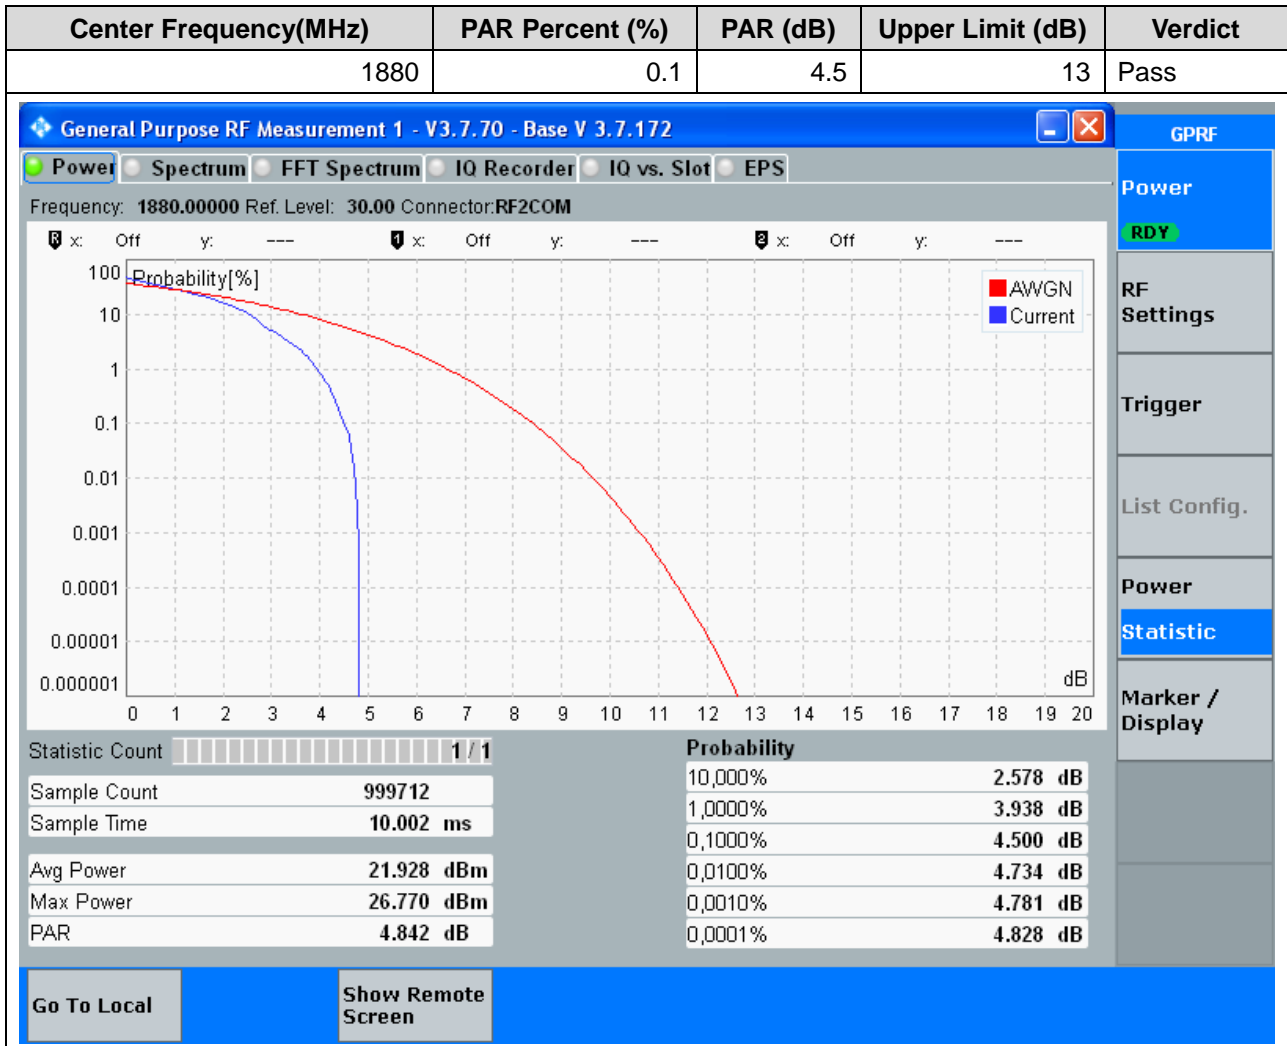 Center Frequency(MHz) PAR Percent (%) PAR (dB) Upper Limit (dB) Verdict
1880 0.1 4.5 13 Pass
General Purpose RF Measurement 1 - V3.7.70 - Base V 3.7.172
GPRF
Power Spectrum FFT Spectrum IQ Recorder IQ vs. Slot EPS
Power
RDY
Frequency: 1880.00000 Ref. Level: 30.00 Connector:RF2COM
R x: Off y: --- 1 x: Off y: --- 2 x: Off y: ---
Probability[%]
AWGN
Current
100
10
1
0.1
0.01
0.001
0.0001
0.00001
0.000001
dB
0 1 2 3 4 5 6 7 8 9 10 11 12 13 14 15 16 17 18 19 20
RF
Settings
Trigger
List Config.
Power
Statistic
Marker /
Display
Statistic Count 1 / 1
Sample Count 999712
Sample Time 10.002 ms
Avg Power 21.928 dBm
Max Power 26.770 dBm
PAR 4.842 dB
Probability
10,000% 2.578 dB
1,0000% 3.938 dB
0,1000% 4.500 dB
0,0100% 4.734 dB
0,0010% 4.781 dB
0,0001% 4.828 dB
Go To Local
Show Remote
Screen